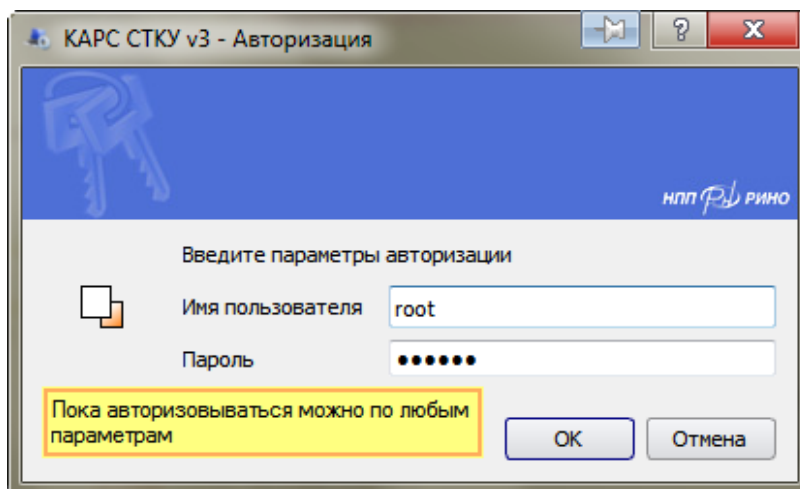 КАРС СТКУ v3 - Авторизация
?
НПП РИНО
Введите параметры авторизации
Имя пользователя
root
Пароль
●●●●●●
Пока авторизовываться можно по любым
параметрам
OK
Отмена